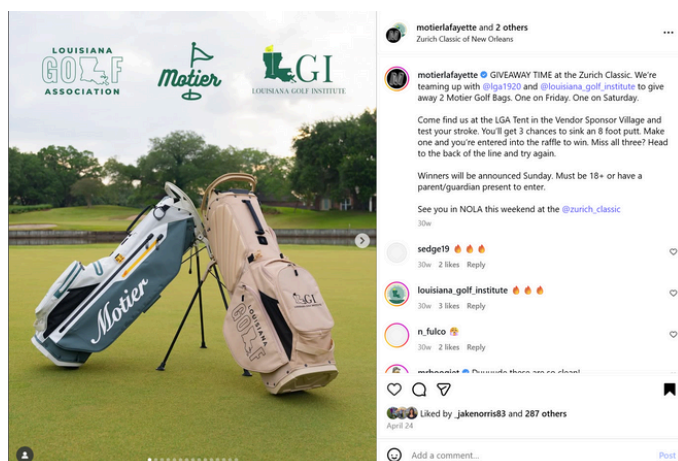 LOUISIANA
GOLF
ASSOCIATION
Motier
LGI
LOUISIANA GOLF INSTITUTE
Motier
LGI
LOUISIANA
GOLF
motierlafayette and 2 others
Zurich Classic of New Orleans
motierlafayette GIVEAWAY TIME at the Zurich Classic. We're
teaming up with @lga1920 and @louisiana_golf_institute to give
away 2 Motier Golf Bags. One on Friday. One on Saturday.
Come find us at the LGA Tent in the Vendor Sponsor Village and
test your stroke. You'll get 3 chances to sink an 8 foot putt. Make
one and you're entered into the raffle to win. Miss all three? Head
to the back of the line and try again.
Winners will be announced Sunday. Must be 18+ or have a
parent/guardian present to enter.
See you in NOLA this weekend at the @zurich_classic
30w
sedge19 🔥🔥🔥
30w 2 likes Reply
louisiana_golf_institute 🔥🔥🔥
30w 3 likes Reply
n_fulco
30w 2 likes Reply
Liked by _jakenorris83 and 287 others
April 24
Add a comment...
Post